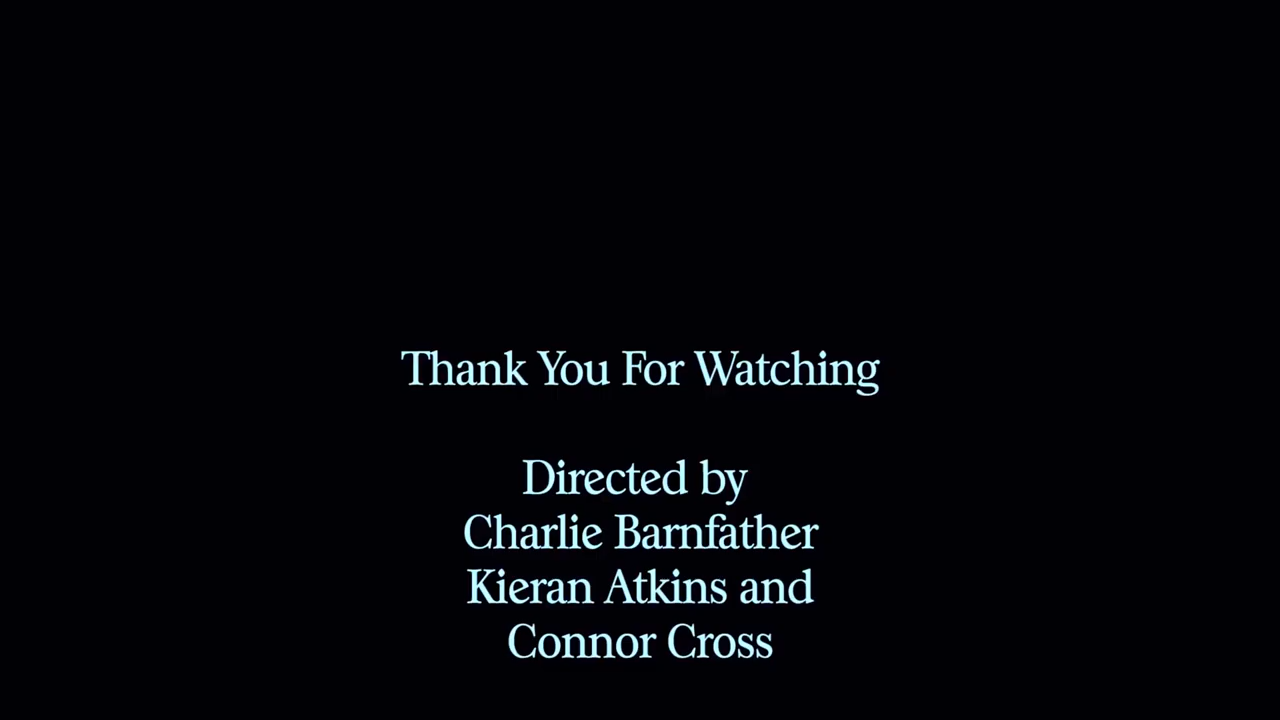 Thank You For Watching
Directed by
Charlie Barnfather
Kieran Atkins and
Connor Cross